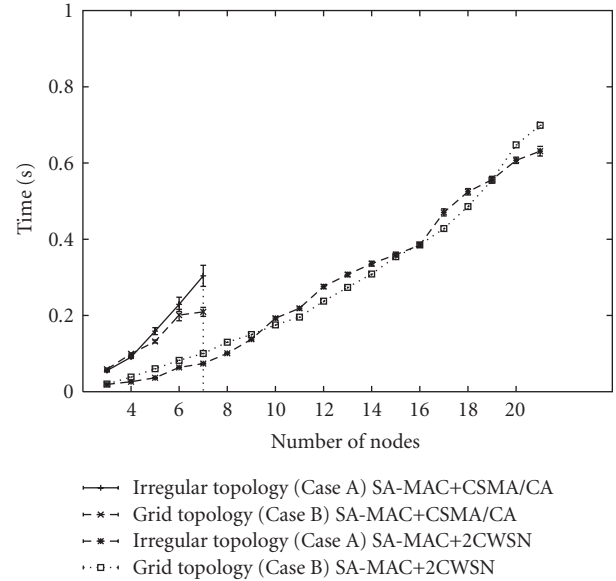 1
0.8
0.6
0.4
0.2
0
Time (s)
4 6 8 10 12 14 16 18 20
Number of nodes
Irregular topology (Case A) SA-MAC+CSMA/CA
Grid topology (Case B) SA-MAC+CSMA/CA
Irregular topology (Case A) SA-MAC+2CWSN
Grid topology (Case B) SA-MAC+2CWSN